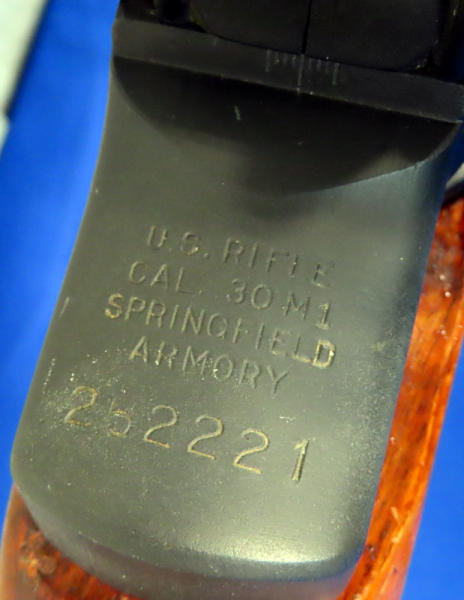 U.S. RIFLE
CAL. 30 M1
SPRINGFIELD
ARMORY
252221